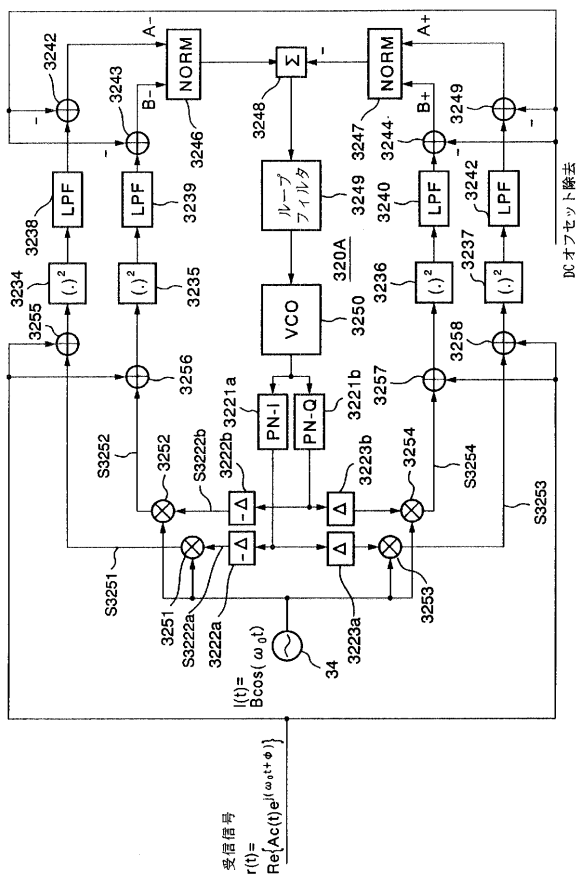 3234
3238
3242
3255
(.)²
LPF
A−
−
3235
3239
3243
(.)²
LPF
B−
−
3256
NORM
3246
S3251
S3252
3252
S3222b
3222b
−Δ
3251
S3222a
3222a
−Δ
3221a
PN-I
PN-Q
3221b
VCO
3250
320A
ループ
フィルタ
3249
Σ
3248
−
l(t)=
Bcos(ω₀t)
34
受信信号
r(t)=
Re{Ac(t)e^j(ω₀t+Φ)}
3223a
Δ
3223b
Δ
3253
3254
S3254
S3253
3257
3258
3236
(.)²
3240
LPF
3244
B+
−
NORM
3247
3237
(.)²
3242
LPF
3249
A+
−
DCオフセット除去